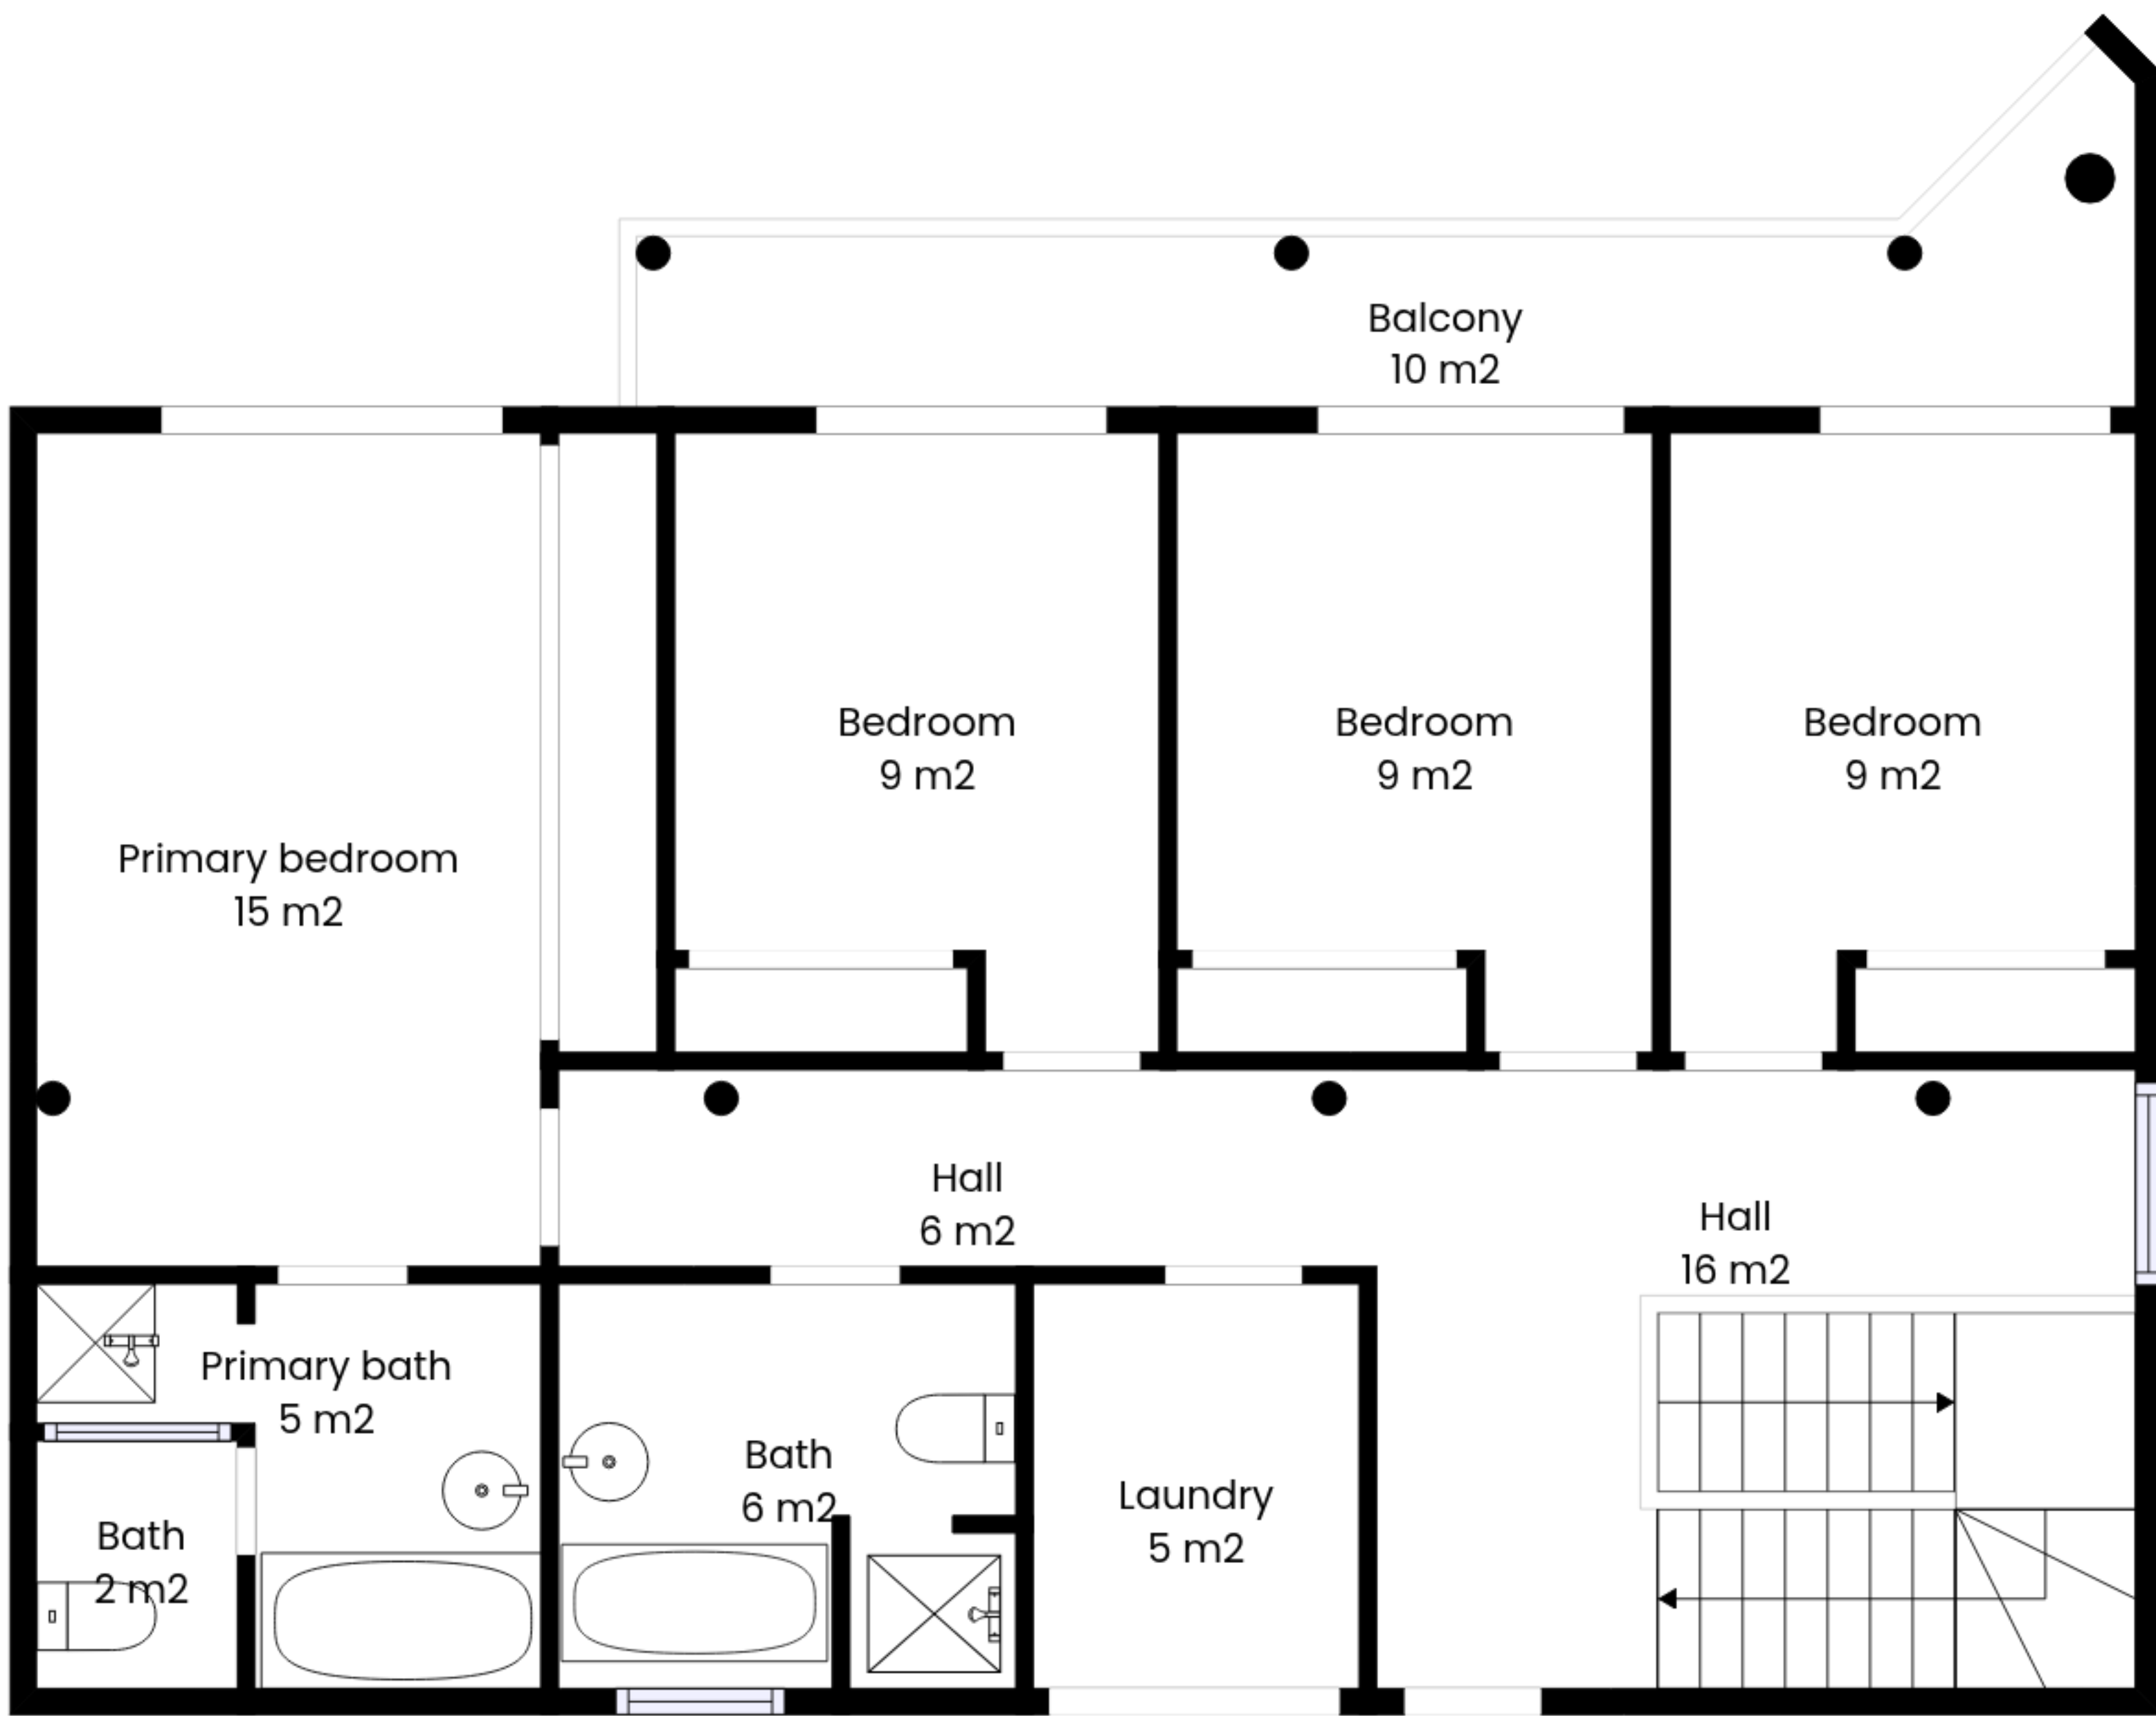 Balcony
10 m2
Bedroom
9 m2
Bedroom
9 m2
Bedroom
9 m2
Primary bedroom
15 m2
Hall
6 m2
Hall
16 m2
Primary bath
5 m2
Bath
6 m2
Laundry
5 m2
Bath
2 m2